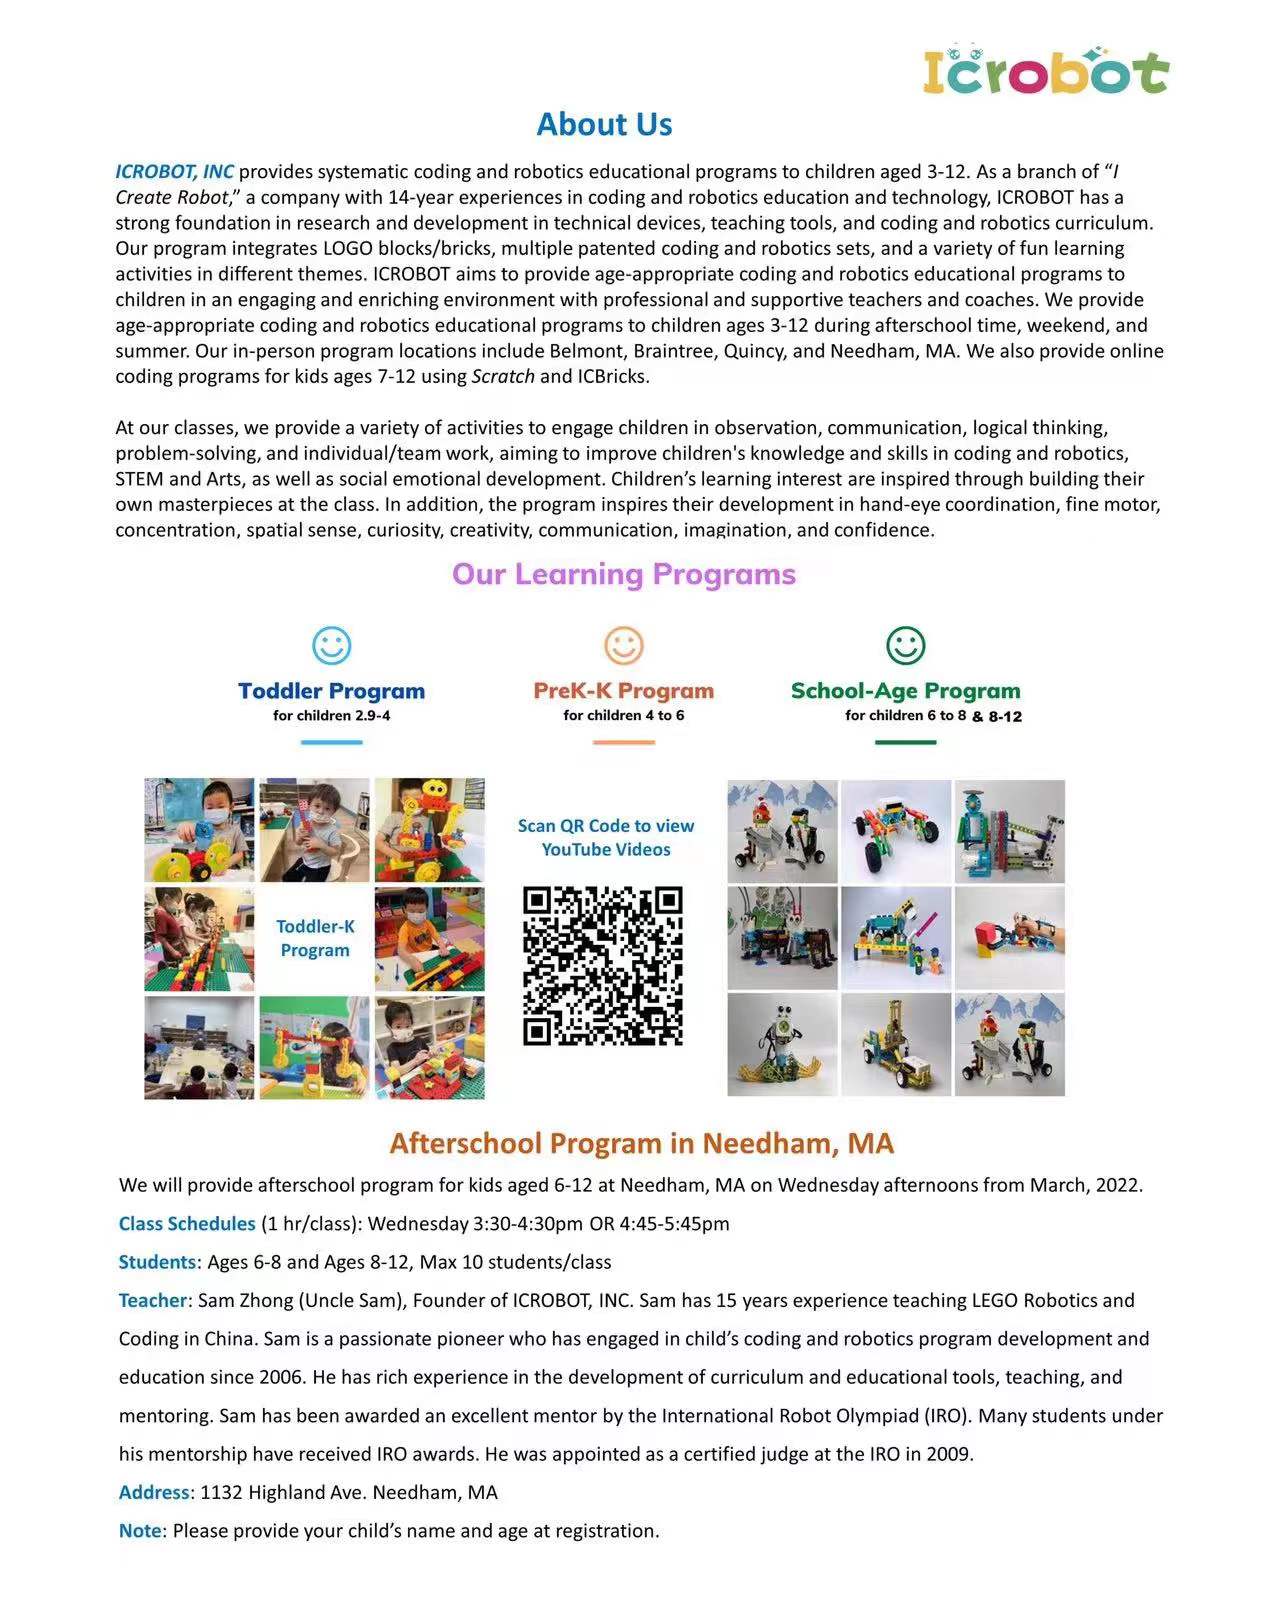 Icrobot
About Us
ICROBOT, INC provides systematic coding and robotics educational programs to children aged 3-12. As a branch of “I
Create Robot,” a company with 14-year experiences in coding and robotics education and technology, ICROBOT has a
strong foundation in research and development in technical devices, teaching tools, and coding and robotics curriculum.
Our program integrates LOGO blocks/bricks, multiple patented coding and robotics sets, and a variety of fun learning
activities in different themes. ICROBOT aims to provide age-appropriate coding and robotics educational programs to
children in an engaging and enriching environment with professional and supportive teachers and coaches. We provide
age-appropriate coding and robotics educational programs to children ages 3-12 during afterschool time, weekend, and
summer. Our in-person program locations include Belmont, Braintree, Quincy, and Needham, MA. We also provide online
coding programs for kids ages 7-12 using Scratch and ICBricks.
At our classes, we provide a variety of activities to engage children in observation, communication, logical thinking,
problem-solving, and individual/team work, aiming to improve children's knowledge and skills in coding and robotics,
STEM and Arts, as well as social emotional development. Children’s learning interest are inspired through building their
own masterpieces at the class. In addition, the program inspires their development in hand-eye coordination, fine motor,
concentration, spatial sense, curiosity, creativity, communication, imagination, and confidence.
Our Learning Programs
Toddler Program
for children 2.9-4
PreK-K Program
for children 4 to 6
School-Age Program
for children 6 to 8 & 8-12
Scan QR Code to view
YouTube Videos
Toddler-K
Program
Afterschool Program in Needham, MA
We will provide afterschool program for kids aged 6-12 at Needham, MA on Wednesday afternoons from March, 2022.
Class Schedules (1 hr/class): Wednesday 3:30-4:30pm OR 4:45-5:45pm
Students: Ages 6-8 and Ages 8-12, Max 10 students/class
Teacher: Sam Zhong (Uncle Sam), Founder of ICROBOT, INC. Sam has 15 years experience teaching LEGO Robotics and
Coding in China. Sam is a passionate pioneer who has engaged in child’s coding and robotics program development and
education since 2006. He has rich experience in the development of curriculum and educational tools, teaching, and
mentoring. Sam has been awarded an excellent mentor by the International Robot Olympiad (IRO). Many students under
his mentorship have received IRO awards. He was appointed as a certified judge at the IRO in 2009.
Address: 1132 Highland Ave. Needham, MA
Note: Please provide your child’s name and age at registration.